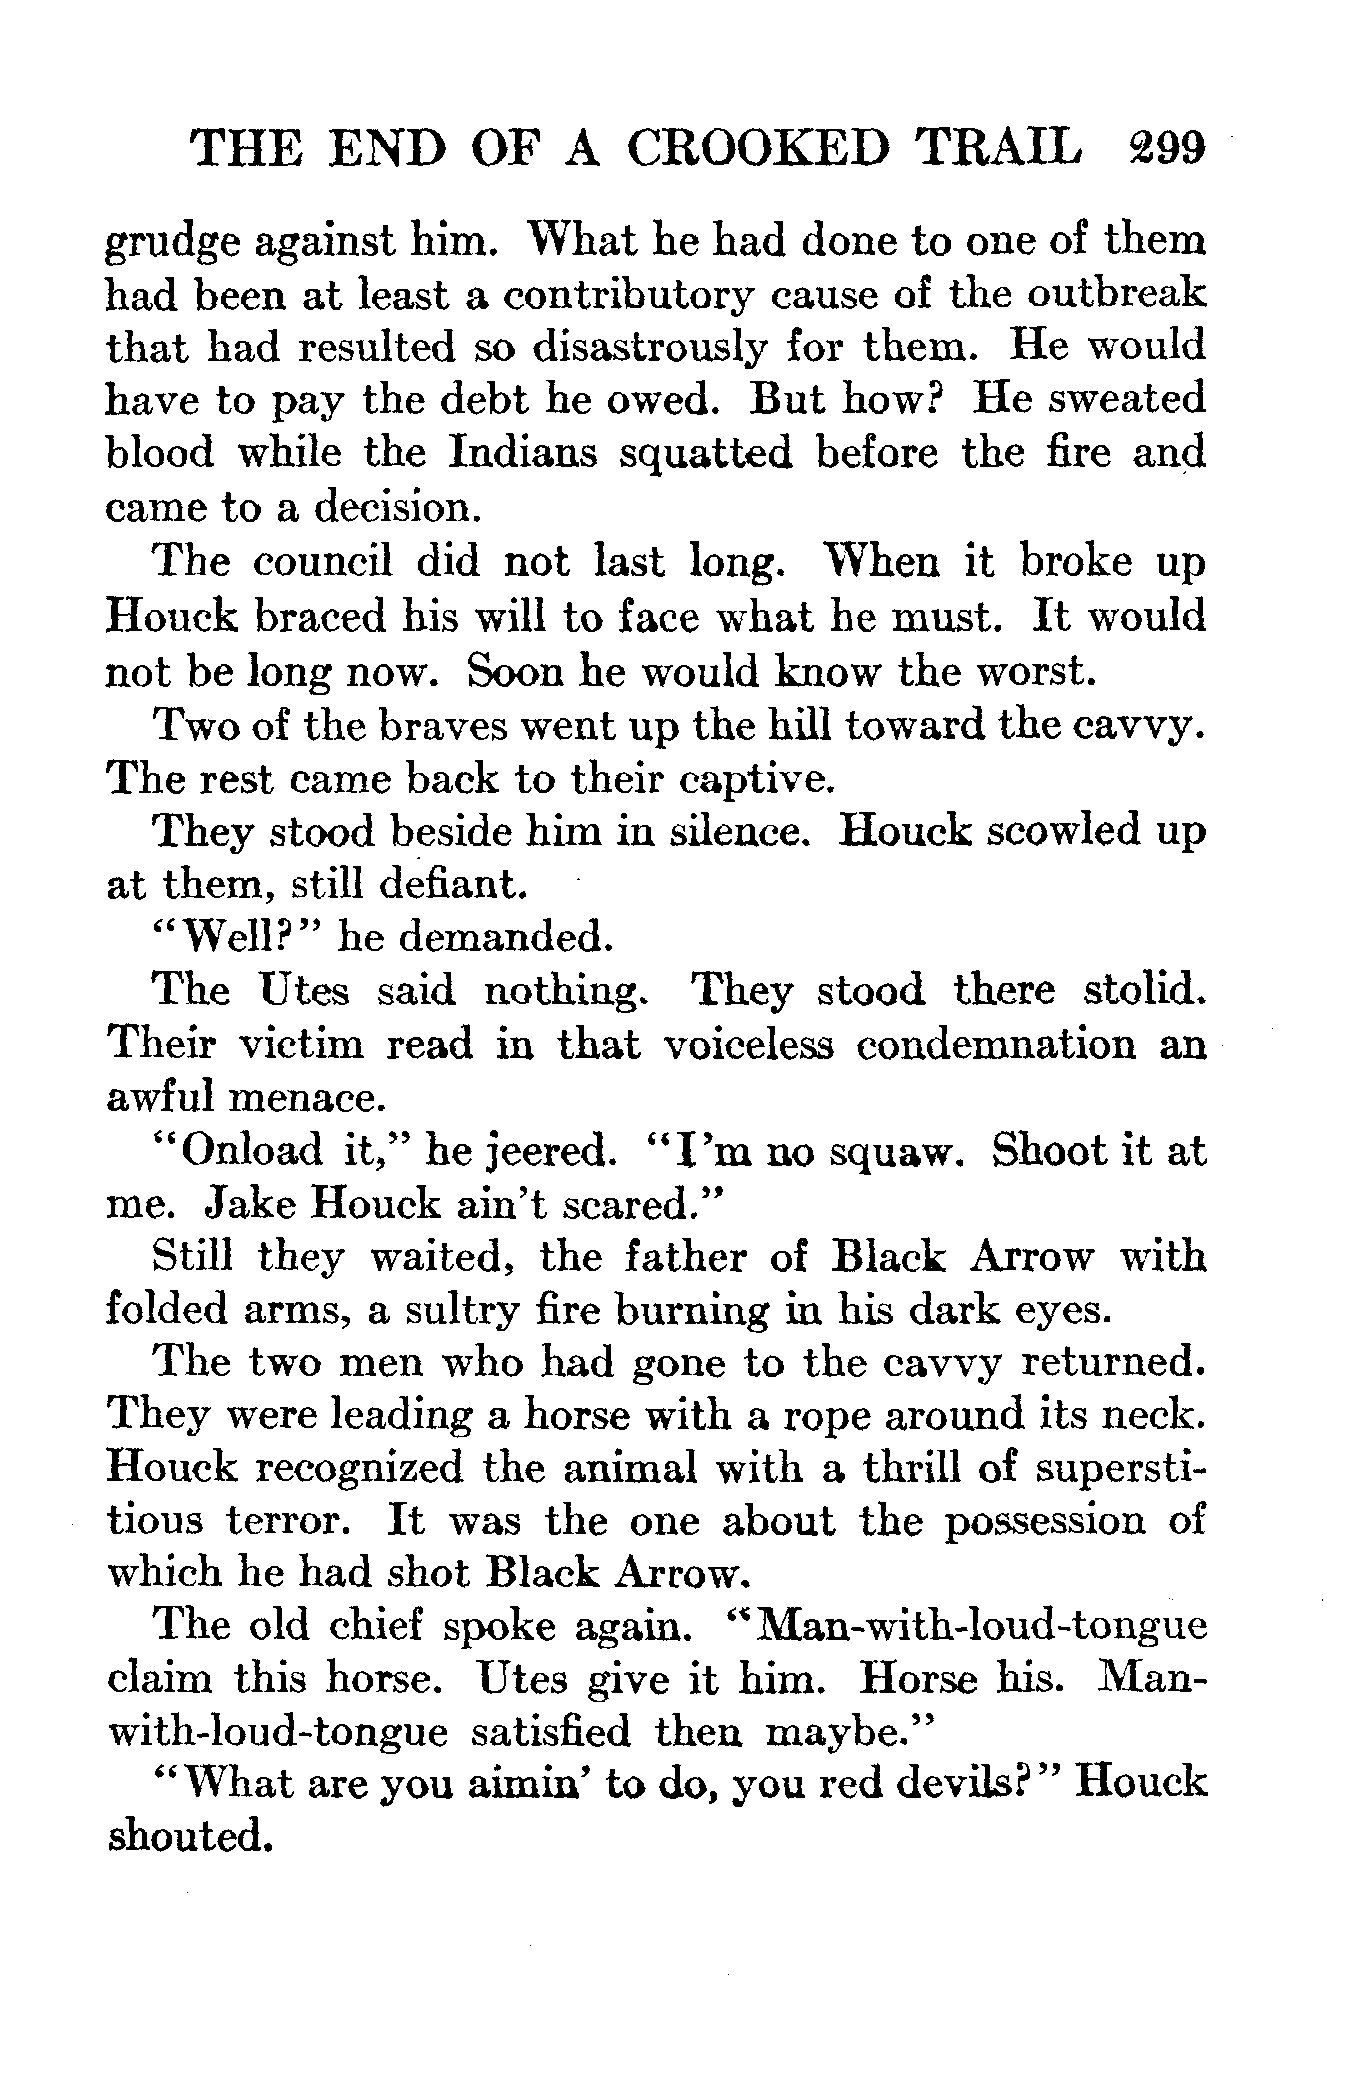 THE END OF A CROOKED TRAIL 299
grudge against him. What he had done to one of them
had been at least a contributory cause of the outbreak
that had resulted so disastrously for them. He would
have to pay the debt he owed. But how? He sweated
blood while the Indians squatted before the fire and
came to a decision.
The council did not last long. When it broke up
Houck braced his will to face what he must. It would
not be long now. Soon he would know the worst.
Two of the braves went up the hill toward the cavvy.
The rest came back to their captive.
They stood beside him in silence. Houck scowled up
at them, still defiant.
“Well?” he demanded.
The Utes said nothing. They stood there stolid.
Their victim read in that voiceless condemnation an
awful menace.
“Onload it,” he jeered. “I’m no squaw. Shoot it at
me. Jake Houck ain’t scared.”
Still they waited, the father of Black Arrow with
folded arms, a sultry fire burning in his dark eyes.
The two men who had gone to the cavvy returned.
They were leading a horse with a rope around its neck.
Houck recognized the animal with a thrill of supersti-
tious terror. It was the one about the possession of
which he had shot Black Arrow.
The old chief spoke again. “Man-with-loud-tongue
claim this horse. Utes give it him. Horse his. Man-
with-loud-tongue satisfied then maybe.”
“What are you aimin’ to do, you red devils?” Houck
shouted.